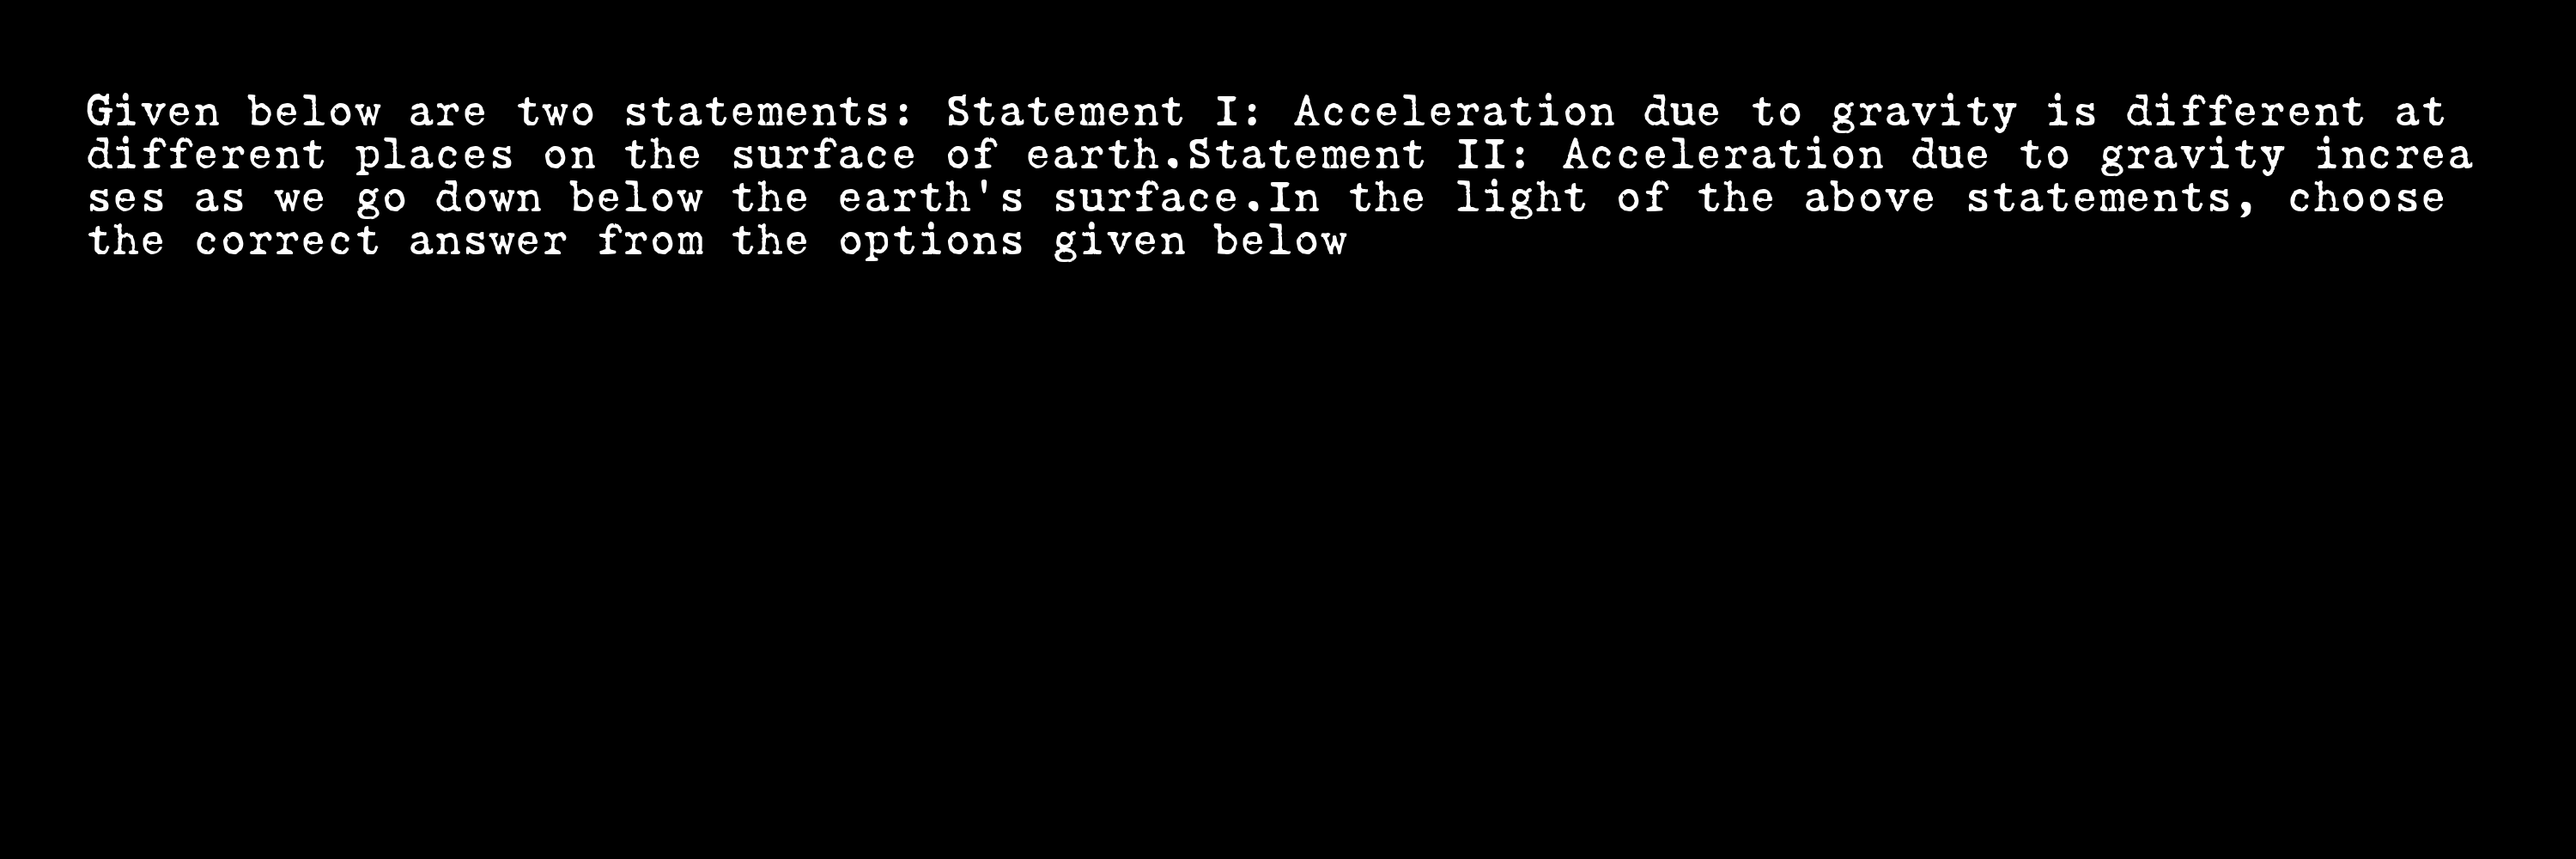 Given below are two statements: Statement I: Acceleration due to gravity is different at
different places on the surface of earth.Statement II: Acceleration due to gravity increa
ses as we go down below the earth's surface.In the light of the above statements, choose
the correct answer from the options given below